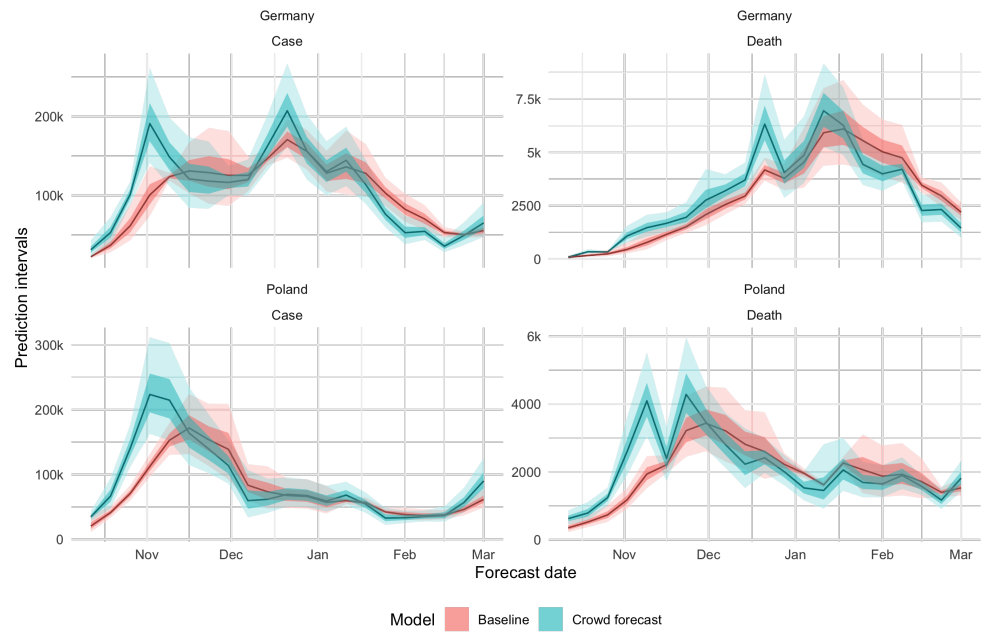 Germany
Germany
Case
Death
200k
100k
7.5k
5k
2500
0
Prediction intervals
Poland
Poland
Case
Death
300k
200k
100k
0
6k
4000
2000
0
Nov Dec Jan Feb Mar
Nov Dec Jan Feb Mar
Forecast date
Model Baseline Crowd forecast